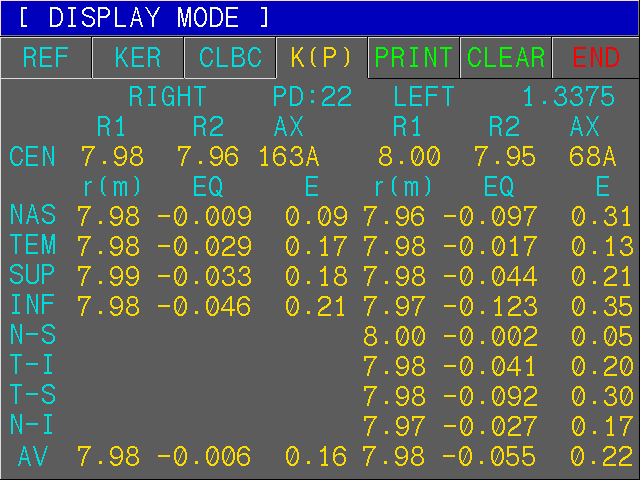 [ DISPLAY MODE ]
REF KER CLBC K(P) PRINT CLEAR END
RIGHT PD:22 LEFT 1.3375
R1 R2 AX R1 R2 AX
CEN 7.98 7.96 163A 8.00 7.95 68A
r(m) EQ E r(m) EQ E
NAS 7.98 -0.009 0.09 7.96 -0.097 0.31
TEM 7.98 -0.029 0.17 7.98 -0.017 0.13
SUP 7.99 -0.033 0.18 7.98 -0.044 0.21
INF 7.98 -0.046 0.21 7.97 -0.123 0.35
N-S 8.00 -0.002 0.05
T-I 7.98 -0.041 0.20
T-S 7.98 -0.092 0.30
N-I 7.97 -0.027 0.17
AV 7.98 -0.006 0.16 7.98 -0.055 0.22